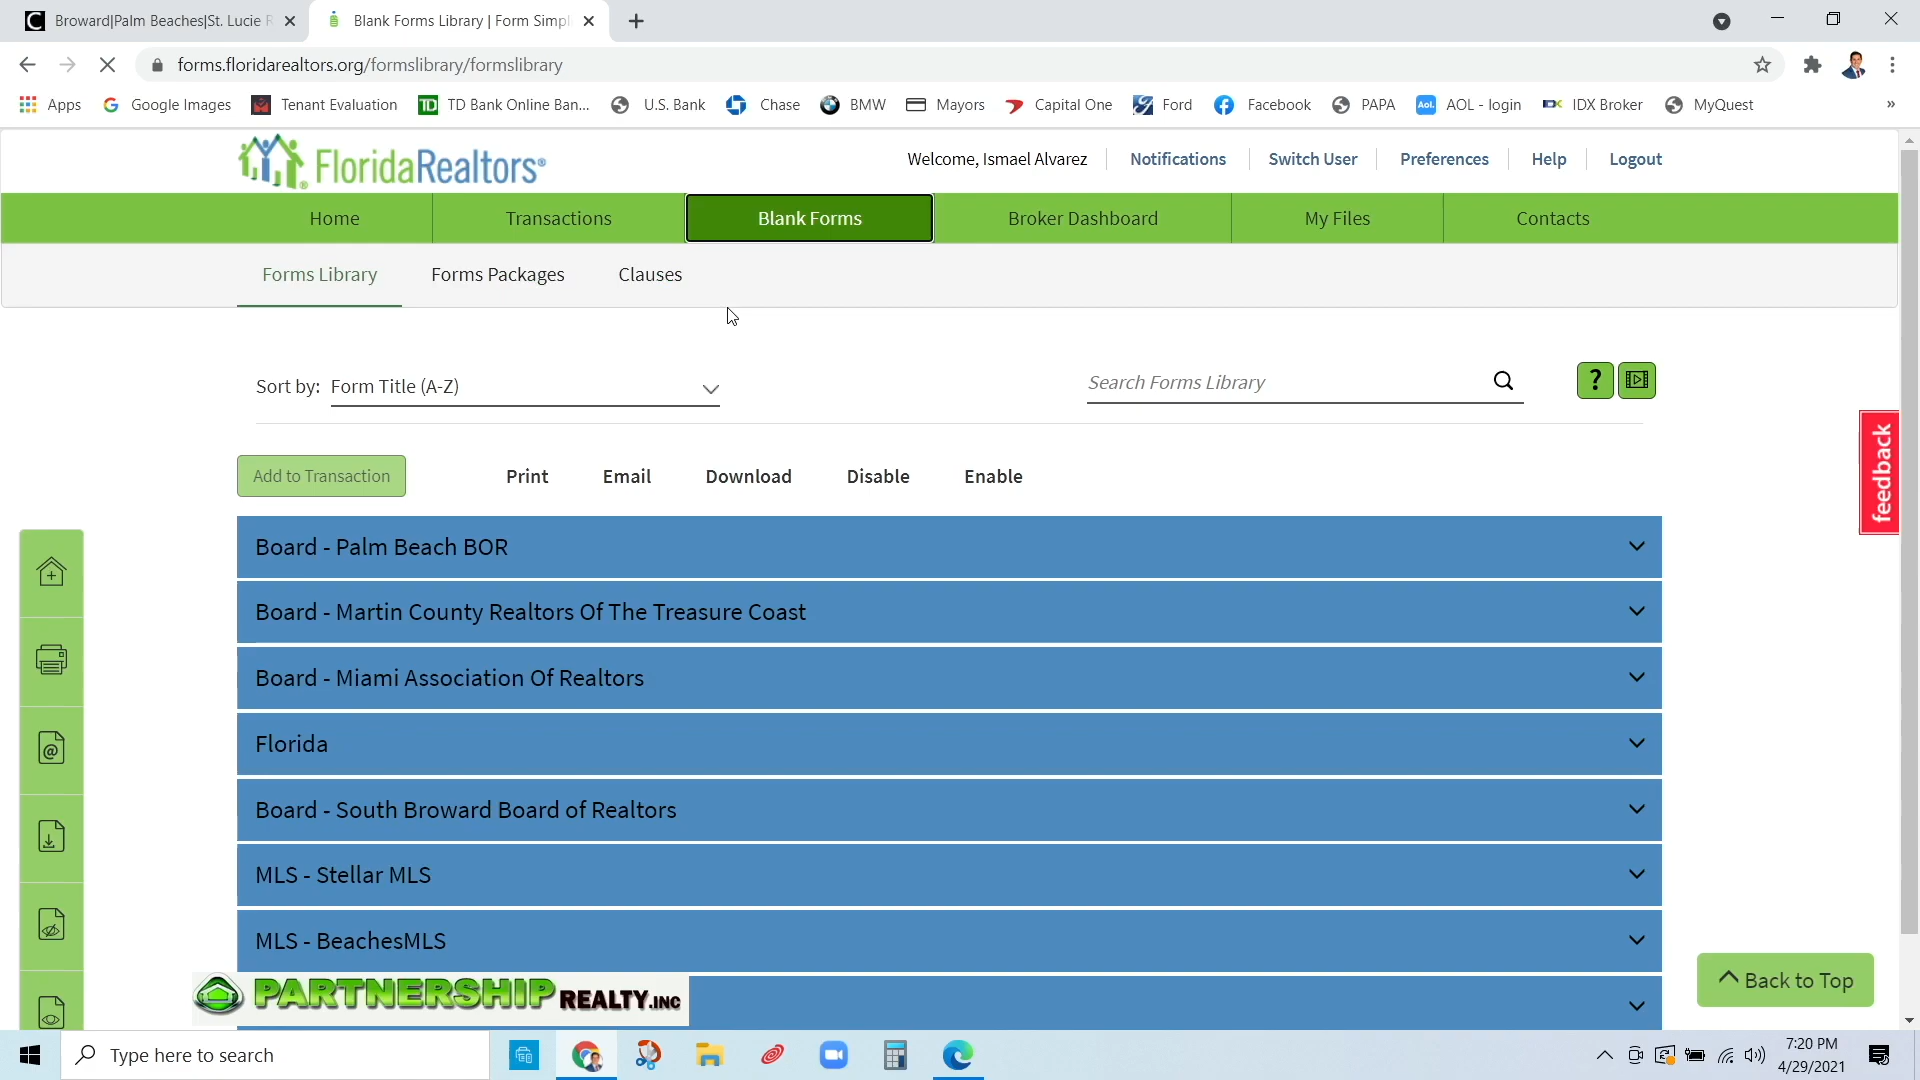 Broward|Palm Beaches|St. Lucie R
Blank Forms Library | Form Simpl
forms.floridarealtors.org/formslibrary/formslibrary
Apps
Google Images
Tenant Evaluation
TD Bank Online Ban...
U.S. Bank
Chase
BMW
Mayors
Capital One
Ford
Facebook
PAPA
AOL - login
IDX Broker
MyQuest
FloridaRealtors®
Welcome, Ismael Alvarez
Notifications
Switch User
Preferences
Help
Logout
Home
Transactions
Blank Forms
Broker Dashboard
My Files
Contacts
Forms Library
Forms Packages
Clauses
Sort by: Form Title (A-Z)
Search Forms Library
?
feedback
Add to Transaction
Print
Email
Download
Disable
Enable
Board - Palm Beach BOR
Board - Martin County Realtors Of The Treasure Coast
Board - Miami Association Of Realtors
Florida
Board - South Broward Board of Realtors
MLS - Stellar MLS
MLS - BeachesMLS
PARTNERSHIP REALTY.INC
Back to Top
Type here to search
7:20 PM
4/29/2021